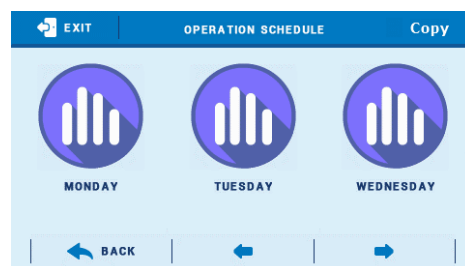 EXIT OPERATION SCHEDULE Copy
MONDAY TUESDAY WEDNESDAY
BACK